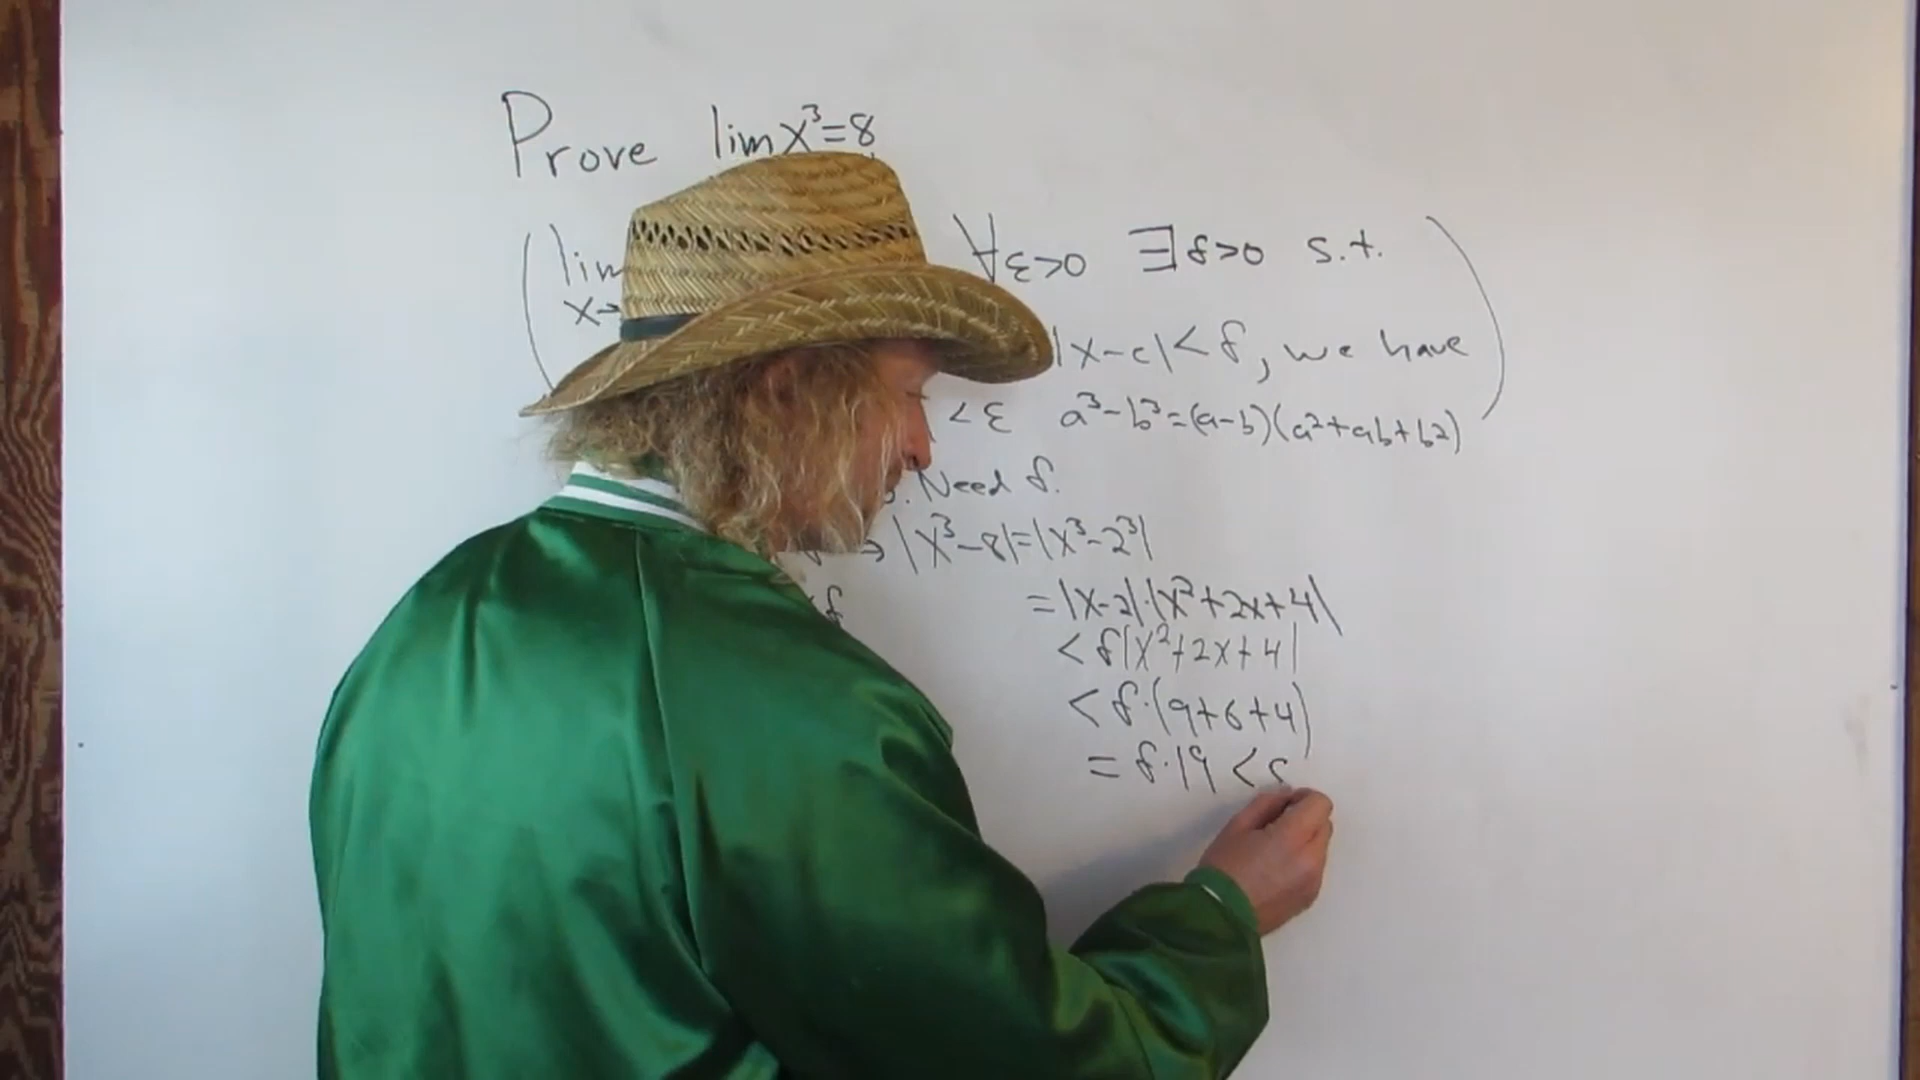 Prove lim x³=8
(lim ∀ε>0 ∃δ>0 s.t.
x→ |x-c|<δ, we have)
<ε a³-b³=(a-b)(a²+ab+b²)
. Need δ.
→ |x³-8|=|x³-2³|
δ =|x-2|·|x²+2x+4|
<δ|x²+2x+4|
<δ·(9+6+4)
=δ·19<